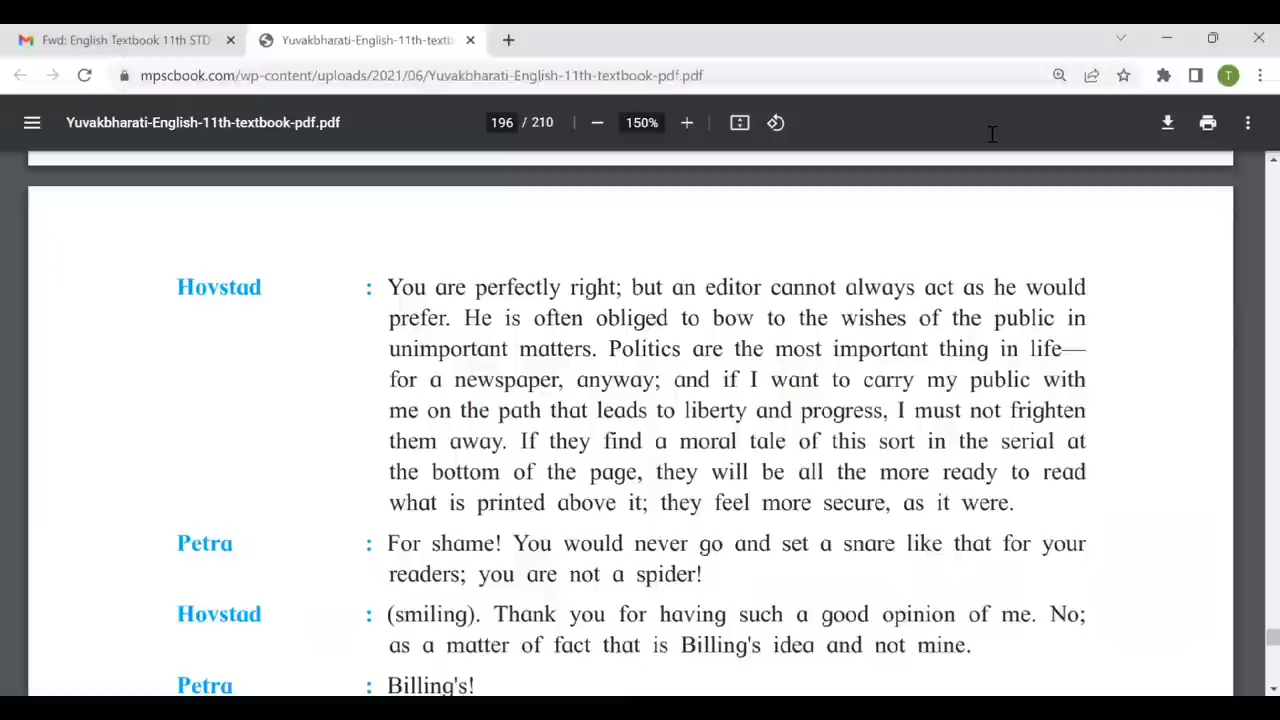 Fwd: English Textbook 11th STD
Yuvakbharati-English-11th-textb
mpscbook.com/wp-content/uploads/2021/06/Yuvakbharati-English-11th-textbook-pdf.pdf
T
Yuvakbharati-English-11th-textbook-pdf.pdf
196 / 210
150%
Hovstad : You are perfectly right; but an editor cannot always act as he would
prefer. He is often obliged to bow to the wishes of the public in
unimportant matters. Politics are the most important thing in life—
for a newspaper, anyway; and if I want to carry my public with
me on the path that leads to liberty and progress, I must not frighten
them away. If they find a moral tale of this sort in the serial at
the bottom of the page, they will be all the more ready to read
what is printed above it; they feel more secure, as it were.
Petra : For shame! You would never go and set a snare like that for your
readers; you are not a spider!
Hovstad : (smiling). Thank you for having such a good opinion of me. No;
as a matter of fact that is Billing's idea and not mine.
Petra : Billing's!